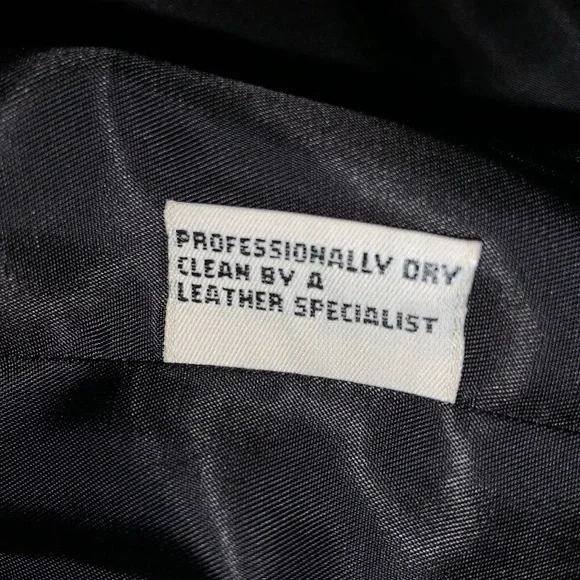 PROFESSIONALLY DRY
CLEAN BY A
LEATHER SPECIALIST